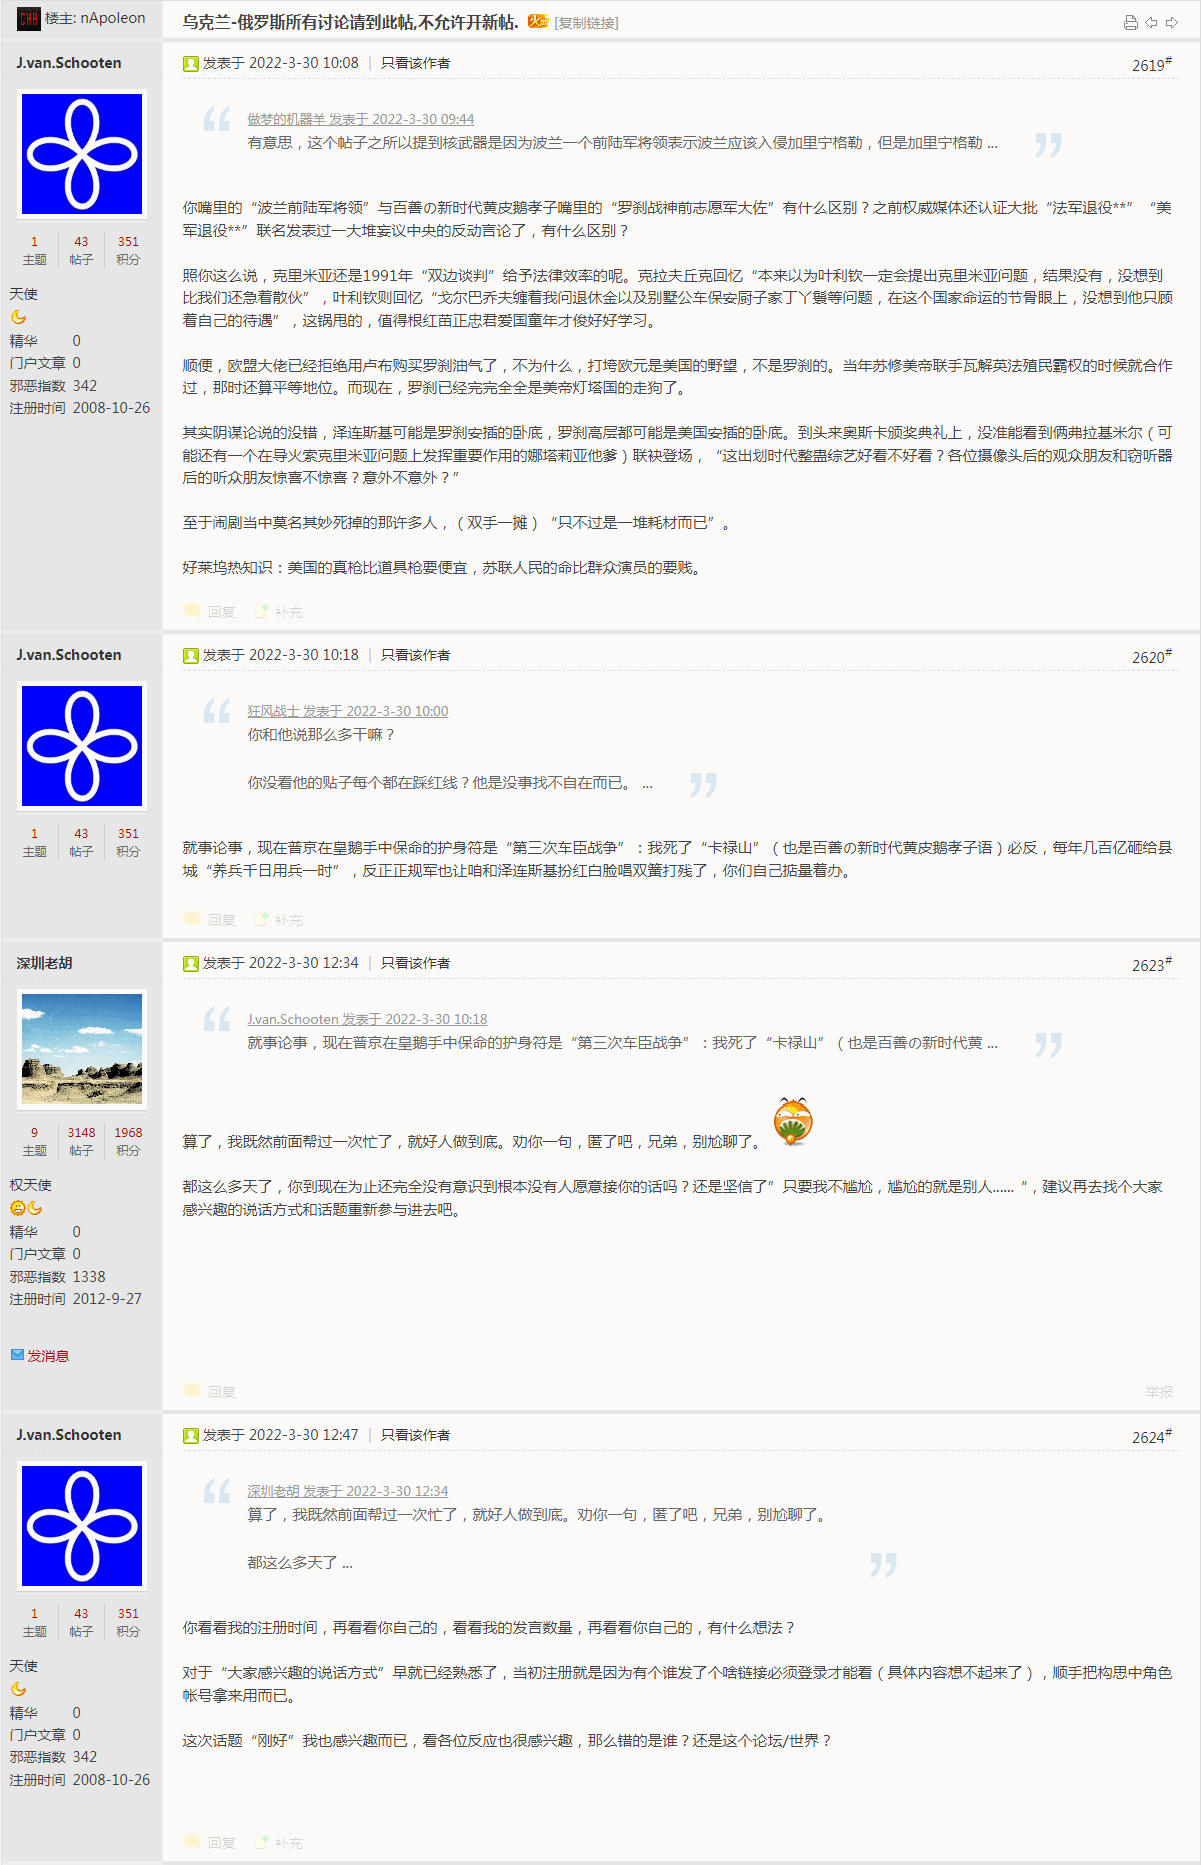 楼主: nApoleon
乌克兰-俄罗斯所有讨论请到此帖,不允许开新帖. 火 [复制链接]
J.van.Schooten
发表于 2022-3-30 10:08 | 只看该作者
2619#
做梦的机器羊 发表于 2022-3-30 09:44
有意思，这个帖子之所以提到核武器是因为波兰一个前陆军将领表示波兰应该入侵加里宁格勒，但是加里宁格勒 ...
你嘴里的“波兰前陆军将领”与百善の新时代黄皮鹅孝子嘴里的“罗刹战神前志愿军大佐”有什么区别？之前权威媒体还认证大批“法军退役**”“美
军退役**”联名发表过一大堆妄议中央的反动言论了，有什么区别？
照你这么说，克里米亚还是1991年“双边谈判”给予法律效率的呢。克拉夫丘克回忆“本来以为叶利钦一定会提出克里米亚问题，结果没有，没想到
比我们还急着散伙”，叶利钦则回忆“戈尔巴乔夫缠着我问退休金以及别墅公车保安厨子家丁丫鬟等问题，在这个国家命运的节骨眼上，没想到他只顾
着自己的待遇”，这锅甩的，值得根红苗正忠君爱国童年才俊好好学习。
顺便，欧盟大佬已经拒绝用卢布购买罗刹油气了，不为什么，打垮欧元是美国的野望，不是罗刹的。当年苏修美帝联手瓦解英法殖民霸权的时候就合作
过，那时还算平等地位。而现在，罗刹已经完完全全是美帝灯塔国的走狗了。
其实阴谋论说的没错，泽连斯基可能是罗刹安插的卧底，罗刹高层都可能是美国安插的卧底。到头来奥斯卡颁奖典礼上，没准能看到俩弗拉基米尔（可
能还有一个在导火索克里米亚问题上发挥重要作用的娜塔莉亚他爹）联袂登场，“这出划时代整蛊综艺好看不好看？各位摄像头后的观众朋友和窃听器
后的听众朋友惊喜不惊喜？意外不意外？”
至于闹剧当中莫名其妙死掉的那许多人，（双手一摊）“只不过是一堆耗材而已”。
好莱坞热知识：美国的真枪比道具枪要便宜，苏联人民的命比群众演员的要贱。
1 43 351
主题 帖子 积分
天使
精华 0
门户文章 0
邪恶指数 342
注册时间 2008-10-26
回复 补充
J.van.Schooten
发表于 2022-3-30 10:18 | 只看该作者
2620#
狂风战士 发表于 2022-3-30 10:00
你和他说那么多干嘛？
你没看他的贴子每个都在踩红线？他是没事找不自在而已。 ...
就事论事，现在普京在皇鹅手中保命的护身符是“第三次车臣战争”：我死了“卡禄山”（也是百善の新时代黄皮鹅孝子语）必反，每年几百亿砸给县
城“养兵千日用兵一时”，反正正规军也让咱和泽连斯基扮红白脸唱双簧打残了，你们自己掂量着办。
1 43 351
主题 帖子 积分
回复 补充
深圳老胡
发表于 2022-3-30 12:34 | 只看该作者
2623#
J.van.Schooten 发表于 2022-3-30 10:18
就事论事，现在普京在皇鹅手中保命的护身符是“第三次车臣战争”：我死了“卡禄山”（也是百善の新时代黄 ...
算了，我既然前面帮过一次忙了，就好人做到底。劝你一句，匿了吧，兄弟，别尬聊了。
都这么多天了，你到现在为止还完全没有意识到根本没有人愿意接你的话吗？还是坚信了”只要我不尴尬，尴尬的就是别人......“，建议再去找个大家
感兴趣的说话方式和话题重新参与进去吧。
9 3148 1968
主题 帖子 积分
权天使
精华 0
门户文章 0
邪恶指数 1338
注册时间 2012-9-27
发消息
回复
举报
J.van.Schooten
发表于 2022-3-30 12:47 | 只看该作者
2624#
深圳老胡 发表于 2022-3-30 12:34
算了，我既然前面帮过一次忙了，就好人做到底。劝你一句，匿了吧，兄弟，别尬聊了。
都这么多天了 ...
你看看我的注册时间，再看看你自己的，看看我的发言数量，再看看你自己的，有什么想法？
对于“大家感兴趣的说话方式”早就已经熟悉了，当初注册就是因为有个谁发了个啥链接必须登录才能看（具体内容想不起来了），顺手把构思中角色
帐号拿来用而已。
这次话题“刚好”我也感兴趣而已，看各位反应也很感兴趣，那么错的是谁？还是这个论坛/世界？
1 43 351
主题 帖子 积分
天使
精华 0
门户文章 0
邪恶指数 342
注册时间 2008-10-26
回复 补充